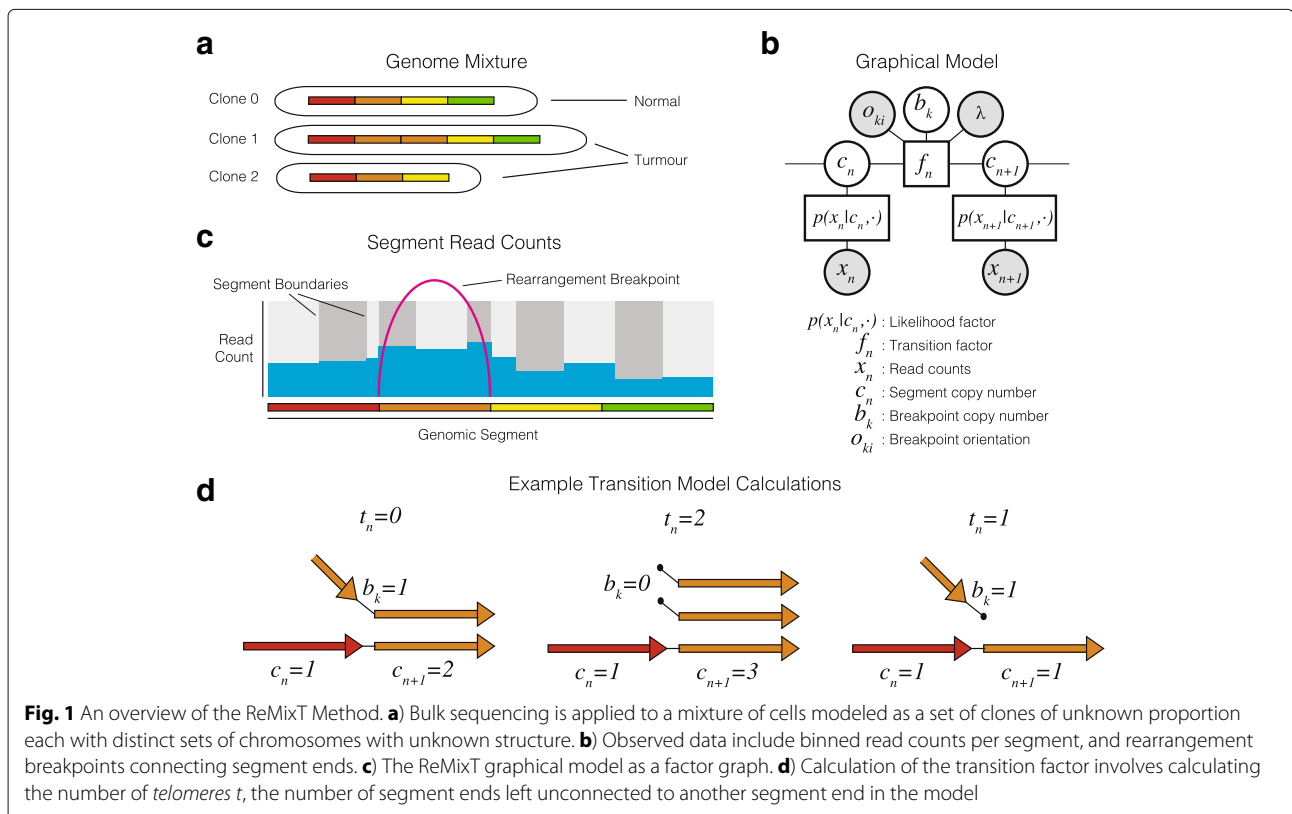 a
Genome Mixture
Clone 0
Clone 1
Clone 2
Normal
Turmour
b
Graphical Model
o_ki
b_k
λ
c_n
f_n
c_n+1
p(x_n|c_n,·)
p(x_n+1|c_n+1,·)
x_n
x_n+1
p(x_n|c_n,·) : Likelihood factor
f_n : Transition factor
x_n : Read counts
c_n : Segment copy number
b_k : Breakpoint copy number
o_ki : Breakpoint orientation
c
Segment Read Counts
Segment Boundaries
Rearrangement Breakpoint
Read
Count
Genomic Segment
d
Example Transition Model Calculations
t_n=0
b_k=1
c_n=1
c_n+1=2
t_n=2
b_k=0
c_n=1
c_n+1=3
t_n=1
b_k=1
c_n=1
c_n+1=1
Fig. 1 An overview of the ReMixT Method. a) Bulk sequencing is applied to a mixture of cells modeled as a set of clones of unknown proportion
each with distinct sets of chromosomes with unknown structure. b) Observed data include binned read counts per segment, and rearrangement
breakpoints connecting segment ends. c) The ReMixT graphical model as a factor graph. d) Calculation of the transition factor involves calculating
the number of telomeres t, the number of segment ends left unconnected to another segment end in the model